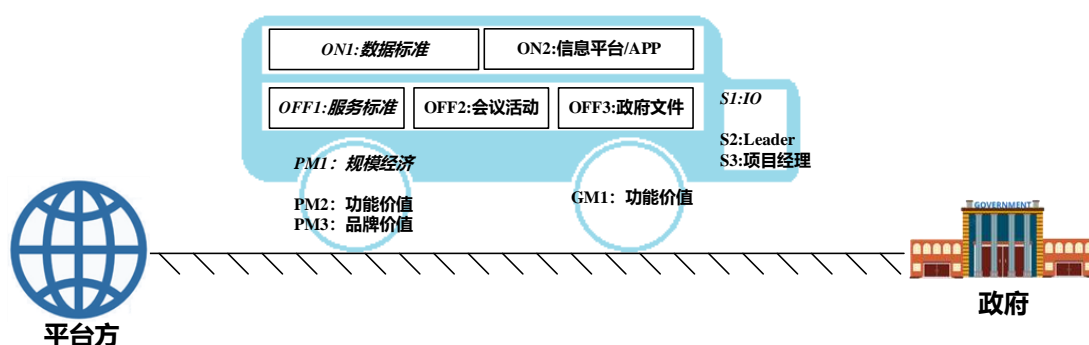 ON1:数据标准
ON2:信息平台/APP
OFF1:服务标准
OFF2:会议活动
OFF3:政府文件
S1:IO
S2:Leader
S3:项目经理
PM1：规模经济
PM2：功能价值
PM3：品牌价值
GM1：功能价值
GOVERNMENT
平台方
政府